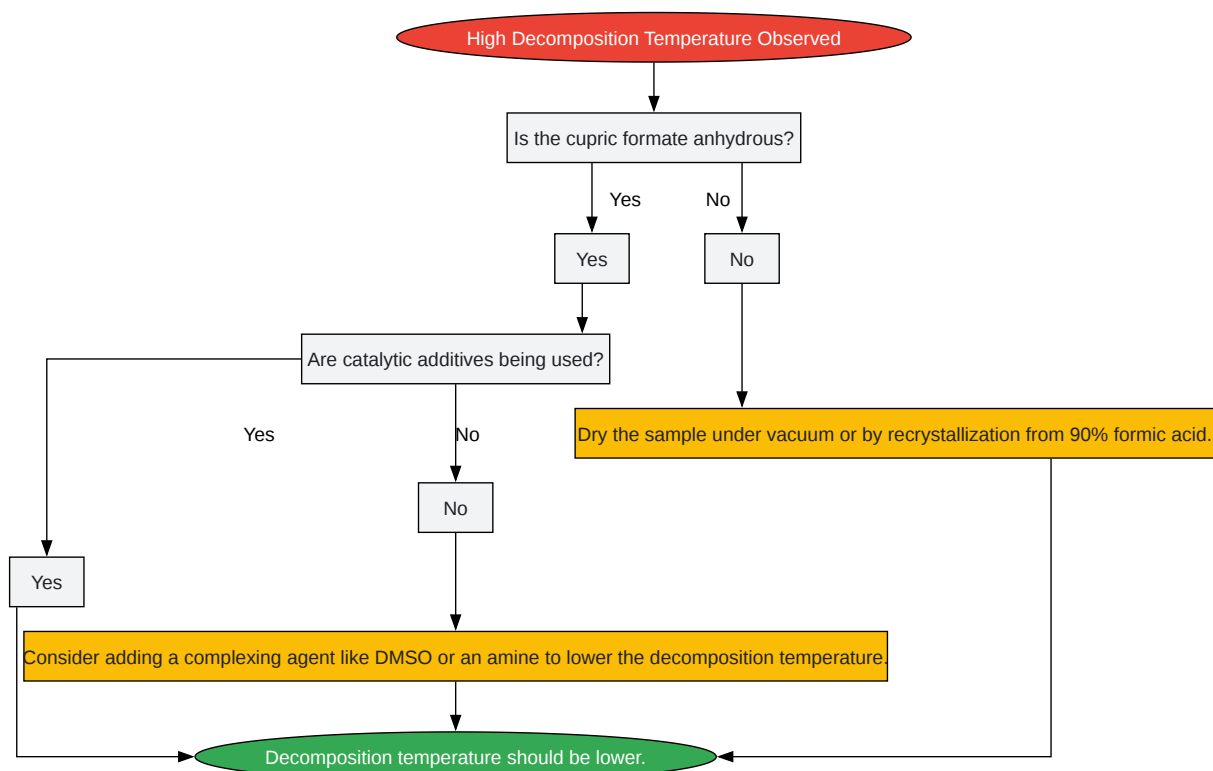 High Decomposition Temperature Observed
Is the cupric formate anhydrous?
Yes
No
Yes
No
Are catalytic additives being used?
Yes
No
Dry the sample under vacuum or by recrystallization from 90% formic acid.
No
Yes
Consider adding a complexing agent like DMSO or an amine to lower the decomposition temperature.
Decomposition temperature should be lower.